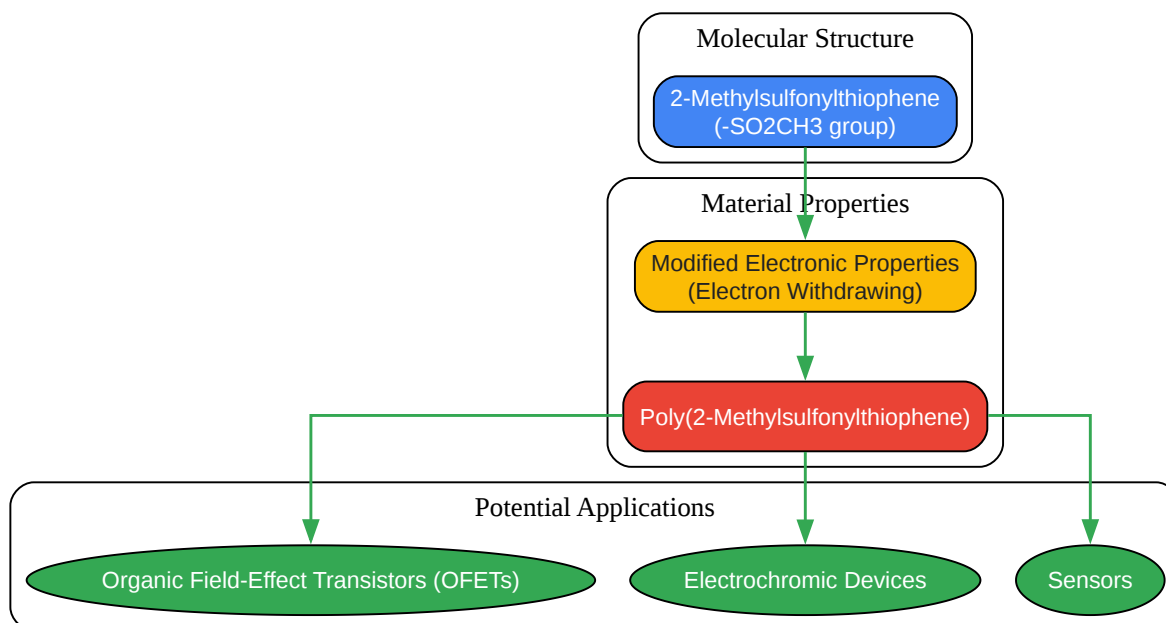 Molecular Structure
2-Methylsulfonylthiophene
(-SO2CH3 group)
Material Properties
Modified Electronic Properties
(Electron Withdrawing)
Poly(2-Methylsulfonylthiophene)
Potential Applications
Organic Field-Effect Transistors (OFETs)
Electrochromic Devices
Sensors